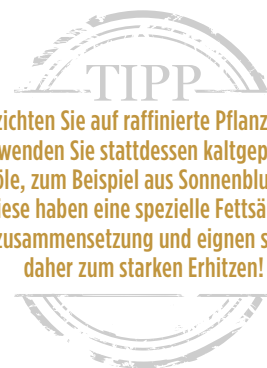 TIPP
zichten Sie auf raffinierte Pflanz
wenden Sie stattdessen kaltgep
öle, zum Beispiel aus Sonnenblu
iese haben eine spezielle Fettsä
zusammensetzung und eignen s
daher zum starken Erhitzen!